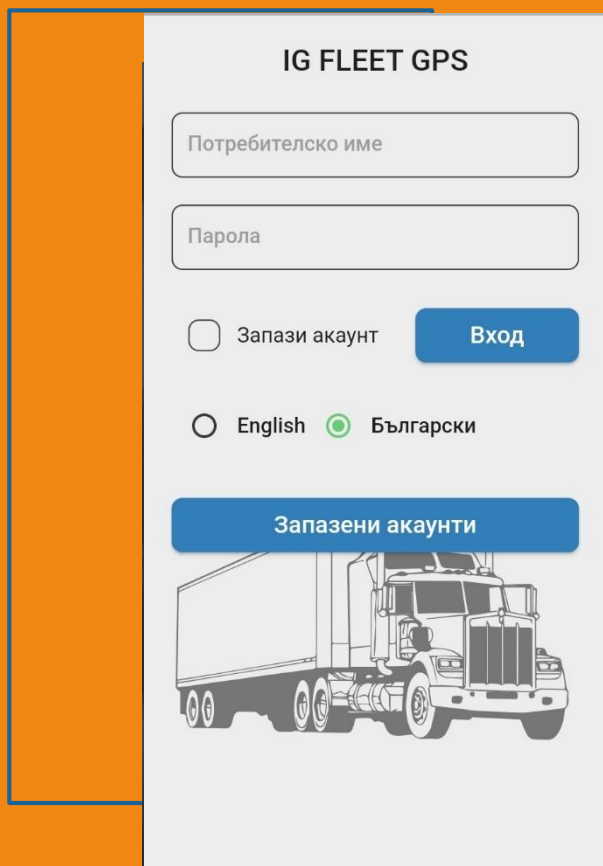 IG FLEET GPS
Потребителско име
Парола
Запази акаунт Вход
English Български
Запазени акаунти